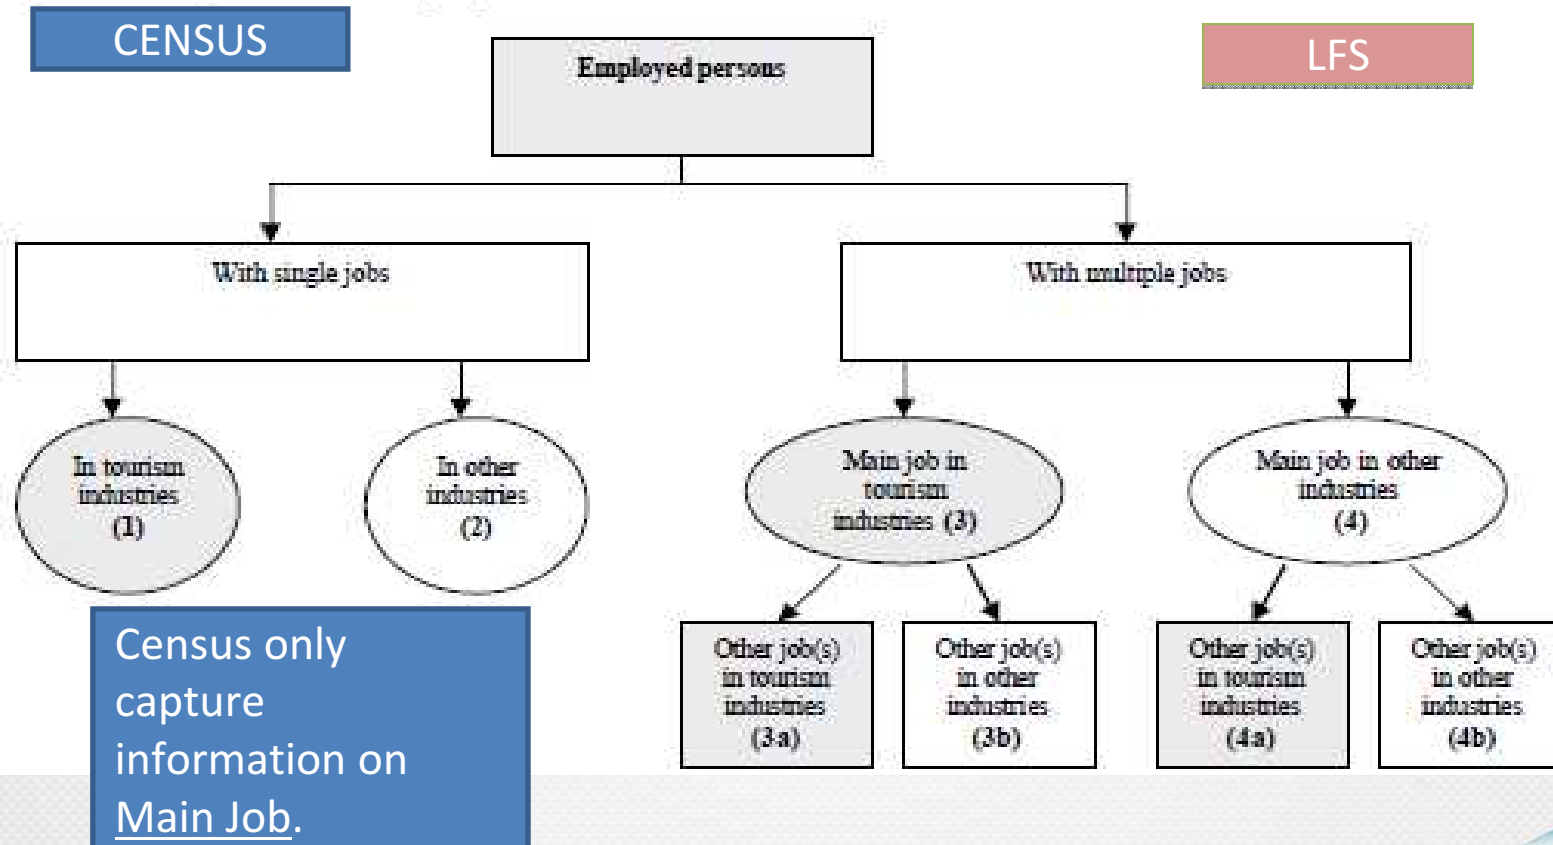 CENSUS
LFS
Employed persons
With single jobs
With multiple jobs
In tourism
industries
(1)
In other
industries
(2)
Main job in
tourism
industries (3)
Main job in other
industries
(4)
Other job(s)
in tourism
industries
(3a)
Other job(s)
in other
industries
(3b)
Other job(s)
in tourism
industries
(4a)
Other job(s)
in other
industries
(4b)
Census only
capture
information on
Main Job.